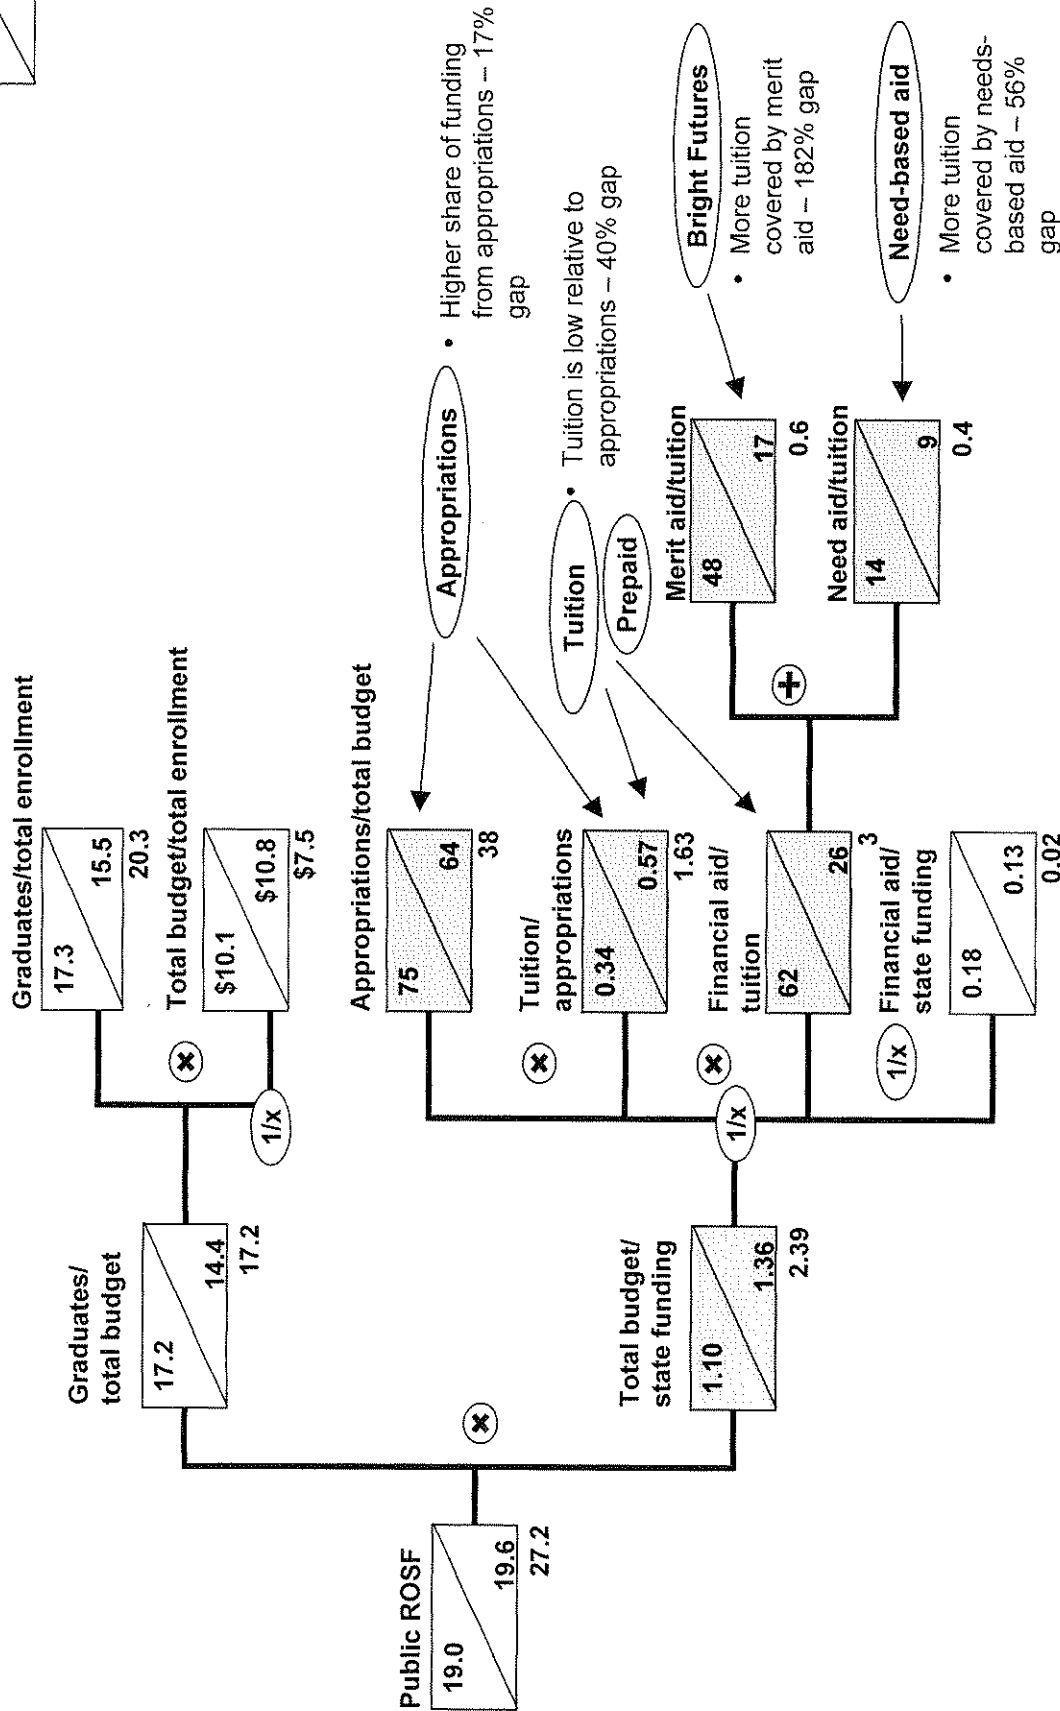 Public ROSF
19.0
19.6
27.2
Graduates/
total budget
17.2
14.4
17.2
Total budget/
state funding
1.10
1.36
2.39
1/x
1/x
Graduates/total enrollment
17.3
15.5
20.3
Total budget/total enrollment
$10.1
$10.8
$7.5
Appropriations/total budget
75
64
38
Tuition/
appropriations
0.34
0.57
1.63
Financial aid/
tuition
62
26
3
1/x
Financial aid/
state funding
0.18
0.13
0.02
Appropriations
• Higher share of funding
from appropriations – 17%
gap
Tuition
Prepaid
• Tuition is low relative to
appropriations – 40% gap
+
Merit aid/tuition
48
17
0.6
Need aid/tuition
14
9
0.4
Bright Futures
• More tuition
covered by merit
aid – 182% gap
Need-based aid
• More tuition
covered by needs-
based aid – 56%
gap